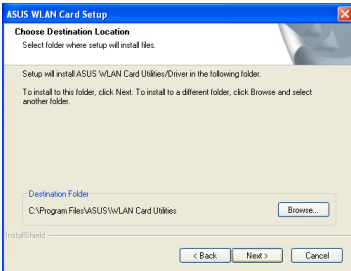 ASUS WLAN Card Setup
Choose Destination Location
Select folder where setup will install files.
Setup will install ASUS WLAN Card Utilities/Driver in the following folder.
To install to this folder, click Next. To install to a different folder, click Browse and select
another folder.
Destination Folder
C:\Program Files\ASUS\WLAN Card Utilities
Browse...
InstallShield
< Back
Next >
Cancel